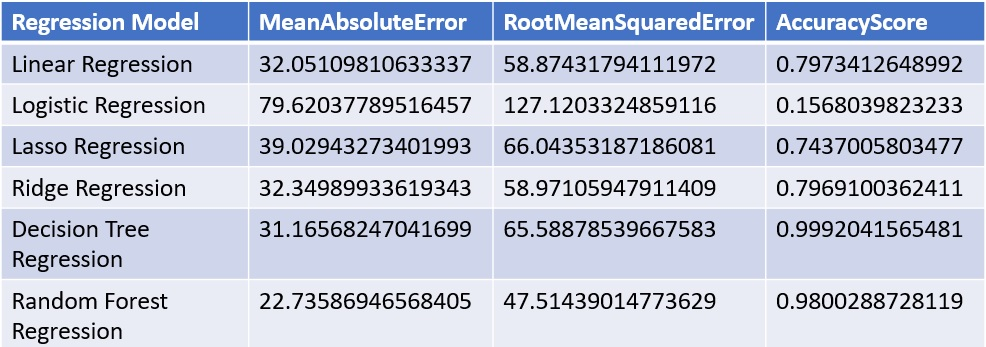 Regression Model MeanAbsoluteError RootMeanSquaredError AccuracyScore
Linear Regression 32.05109810633337 58.87431794111972 0.7973412648992
Logistic Regression 79.62037789516457 127.1203324859116 0.1568039823233
Lasso Regression 39.02943273401993 66.04353187186081 0.7437005803477
Ridge Regression 32.34989933619343 58.97105947911409 0.7969100362411
Decision Tree 31.16568247041699 65.58878539667583 0.9992041565481
Regression
Random Forest 22.73586946568405 47.51439014773629 0.9800288728119
Regression